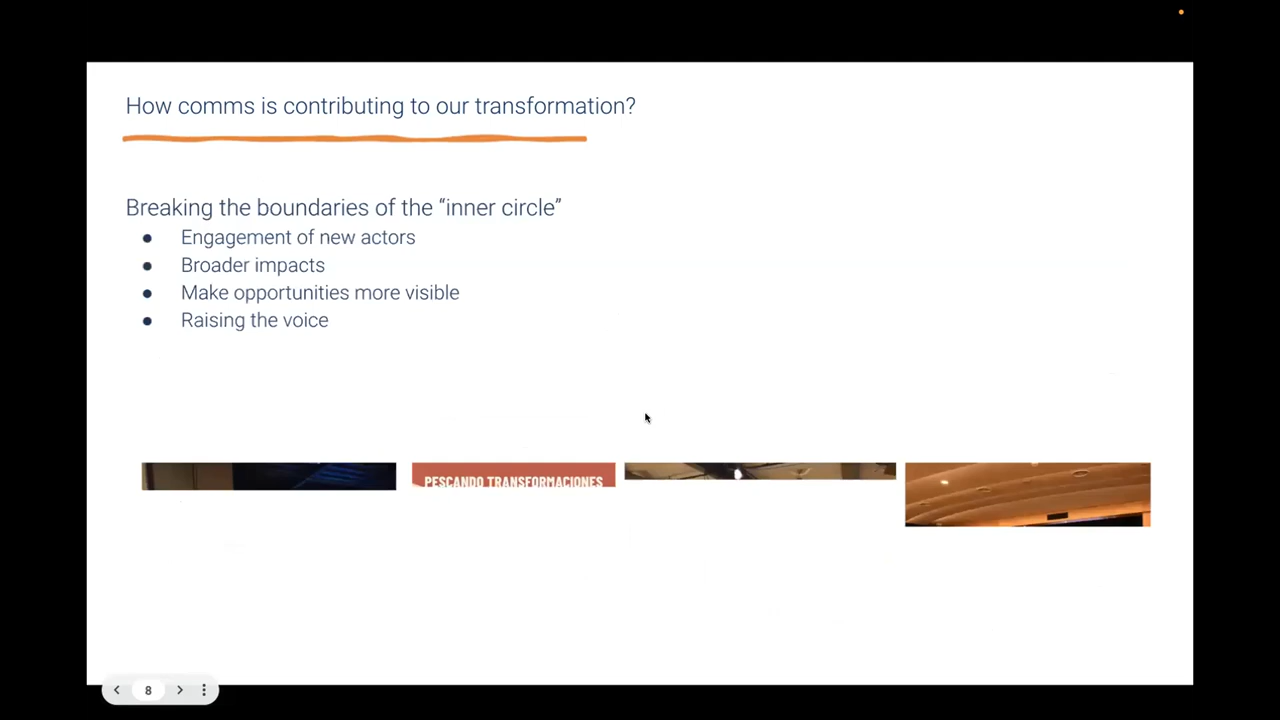 How comms is contributing to our transformation?
Breaking the boundaries of the “inner circle”
● Engagement of new actors
● Broader impacts
● Make opportunities more visible
● Raising the voice
PESCANDO TRANSFORMACIONES
8